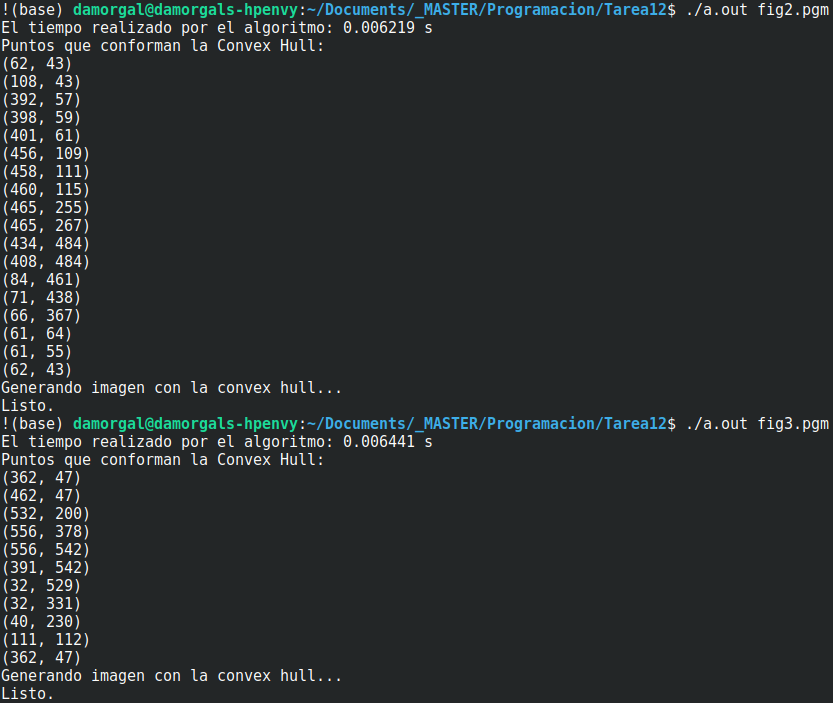 !(base) damorgal@damorgals-hpenvy:~/Documents/_MASTER/Programacion/Tarea12$ ./a.out fig2.pgm
El tiempo realizado por el algoritmo: 0.006219 s
Puntos que conforman la Convex Hull:
(62, 43)
(108, 43)
(392, 57)
(398, 59)
(401, 61)
(456, 109)
(458, 111)
(460, 115)
(465, 255)
(465, 267)
(434, 484)
(408, 484)
(84, 461)
(71, 438)
(66, 367)
(61, 64)
(61, 55)
(62, 43)
Generando imagen con la convex hull...
Listo.
!(base) damorgal@damorgals-hpenvy:~/Documents/_MASTER/Programacion/Tarea12$ ./a.out fig3.pgm
El tiempo realizado por el algoritmo: 0.006441 s
Puntos que conforman la Convex Hull:
(362, 47)
(462, 47)
(532, 200)
(556, 378)
(556, 542)
(391, 542)
(32, 529)
(32, 331)
(40, 230)
(111, 112)
(362, 47)
Generando imagen con la convex hull...
Listo.